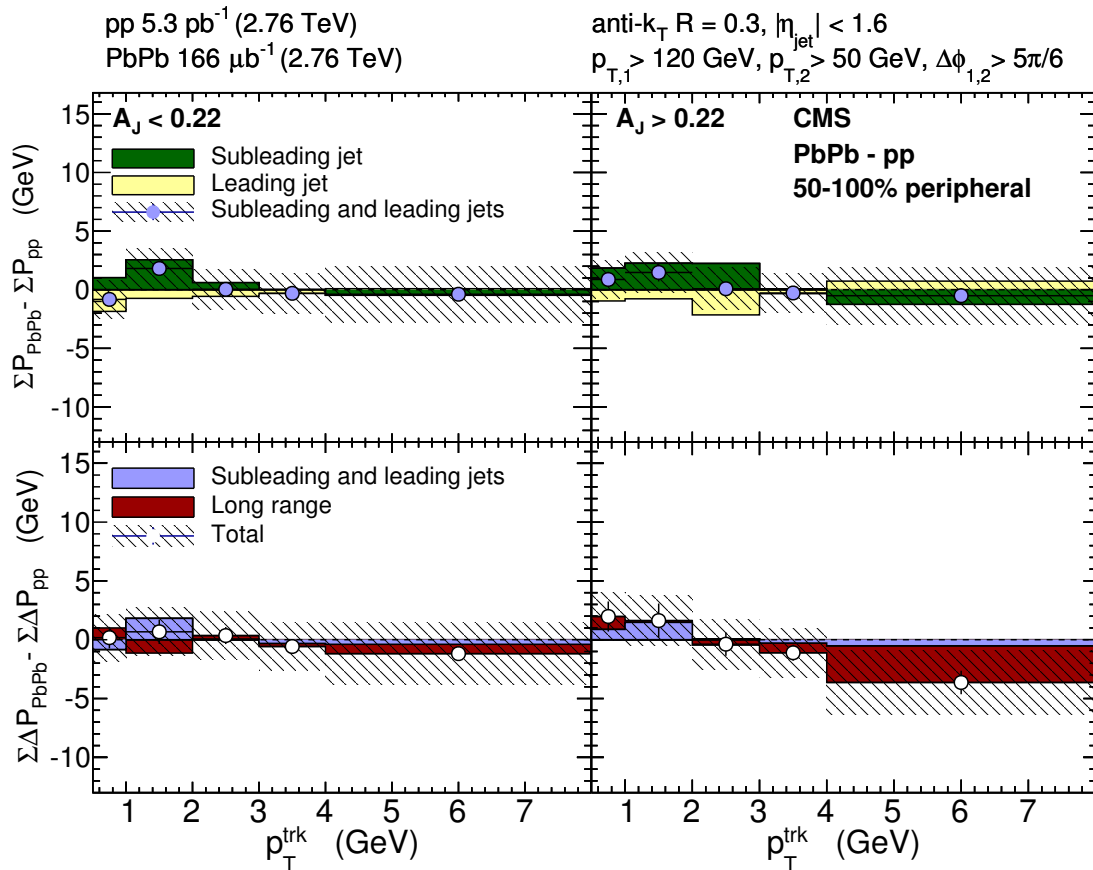 pp 5.3 pb⁻¹ (2.76 TeV)
PbPb 166 μb⁻¹ (2.76 TeV)
anti-k_T R = 0.3, |η_jet| < 1.6
p_T,1 > 120 GeV, p_T,2 > 50 GeV, Δϕ_1,2 > 5π/6
A_J < 0.22
Subleading jet
Leading jet
Subleading and leading jets
A_J > 0.22
CMS
PbPb - pp
50-100% peripheral
ΣP_PbPb - ΣP_pp (GeV)
15
10
5
0
-5
-10
Subleading and leading jets
Long range
Total
ΣΔP_PbPb - ΣΔP_pp (GeV)
15
10
5
0
-5
-10
1 2 3 4 5 6 7
1 2 3 4 5 6 7
p_T^trk (GeV)
p_T^trk (GeV)